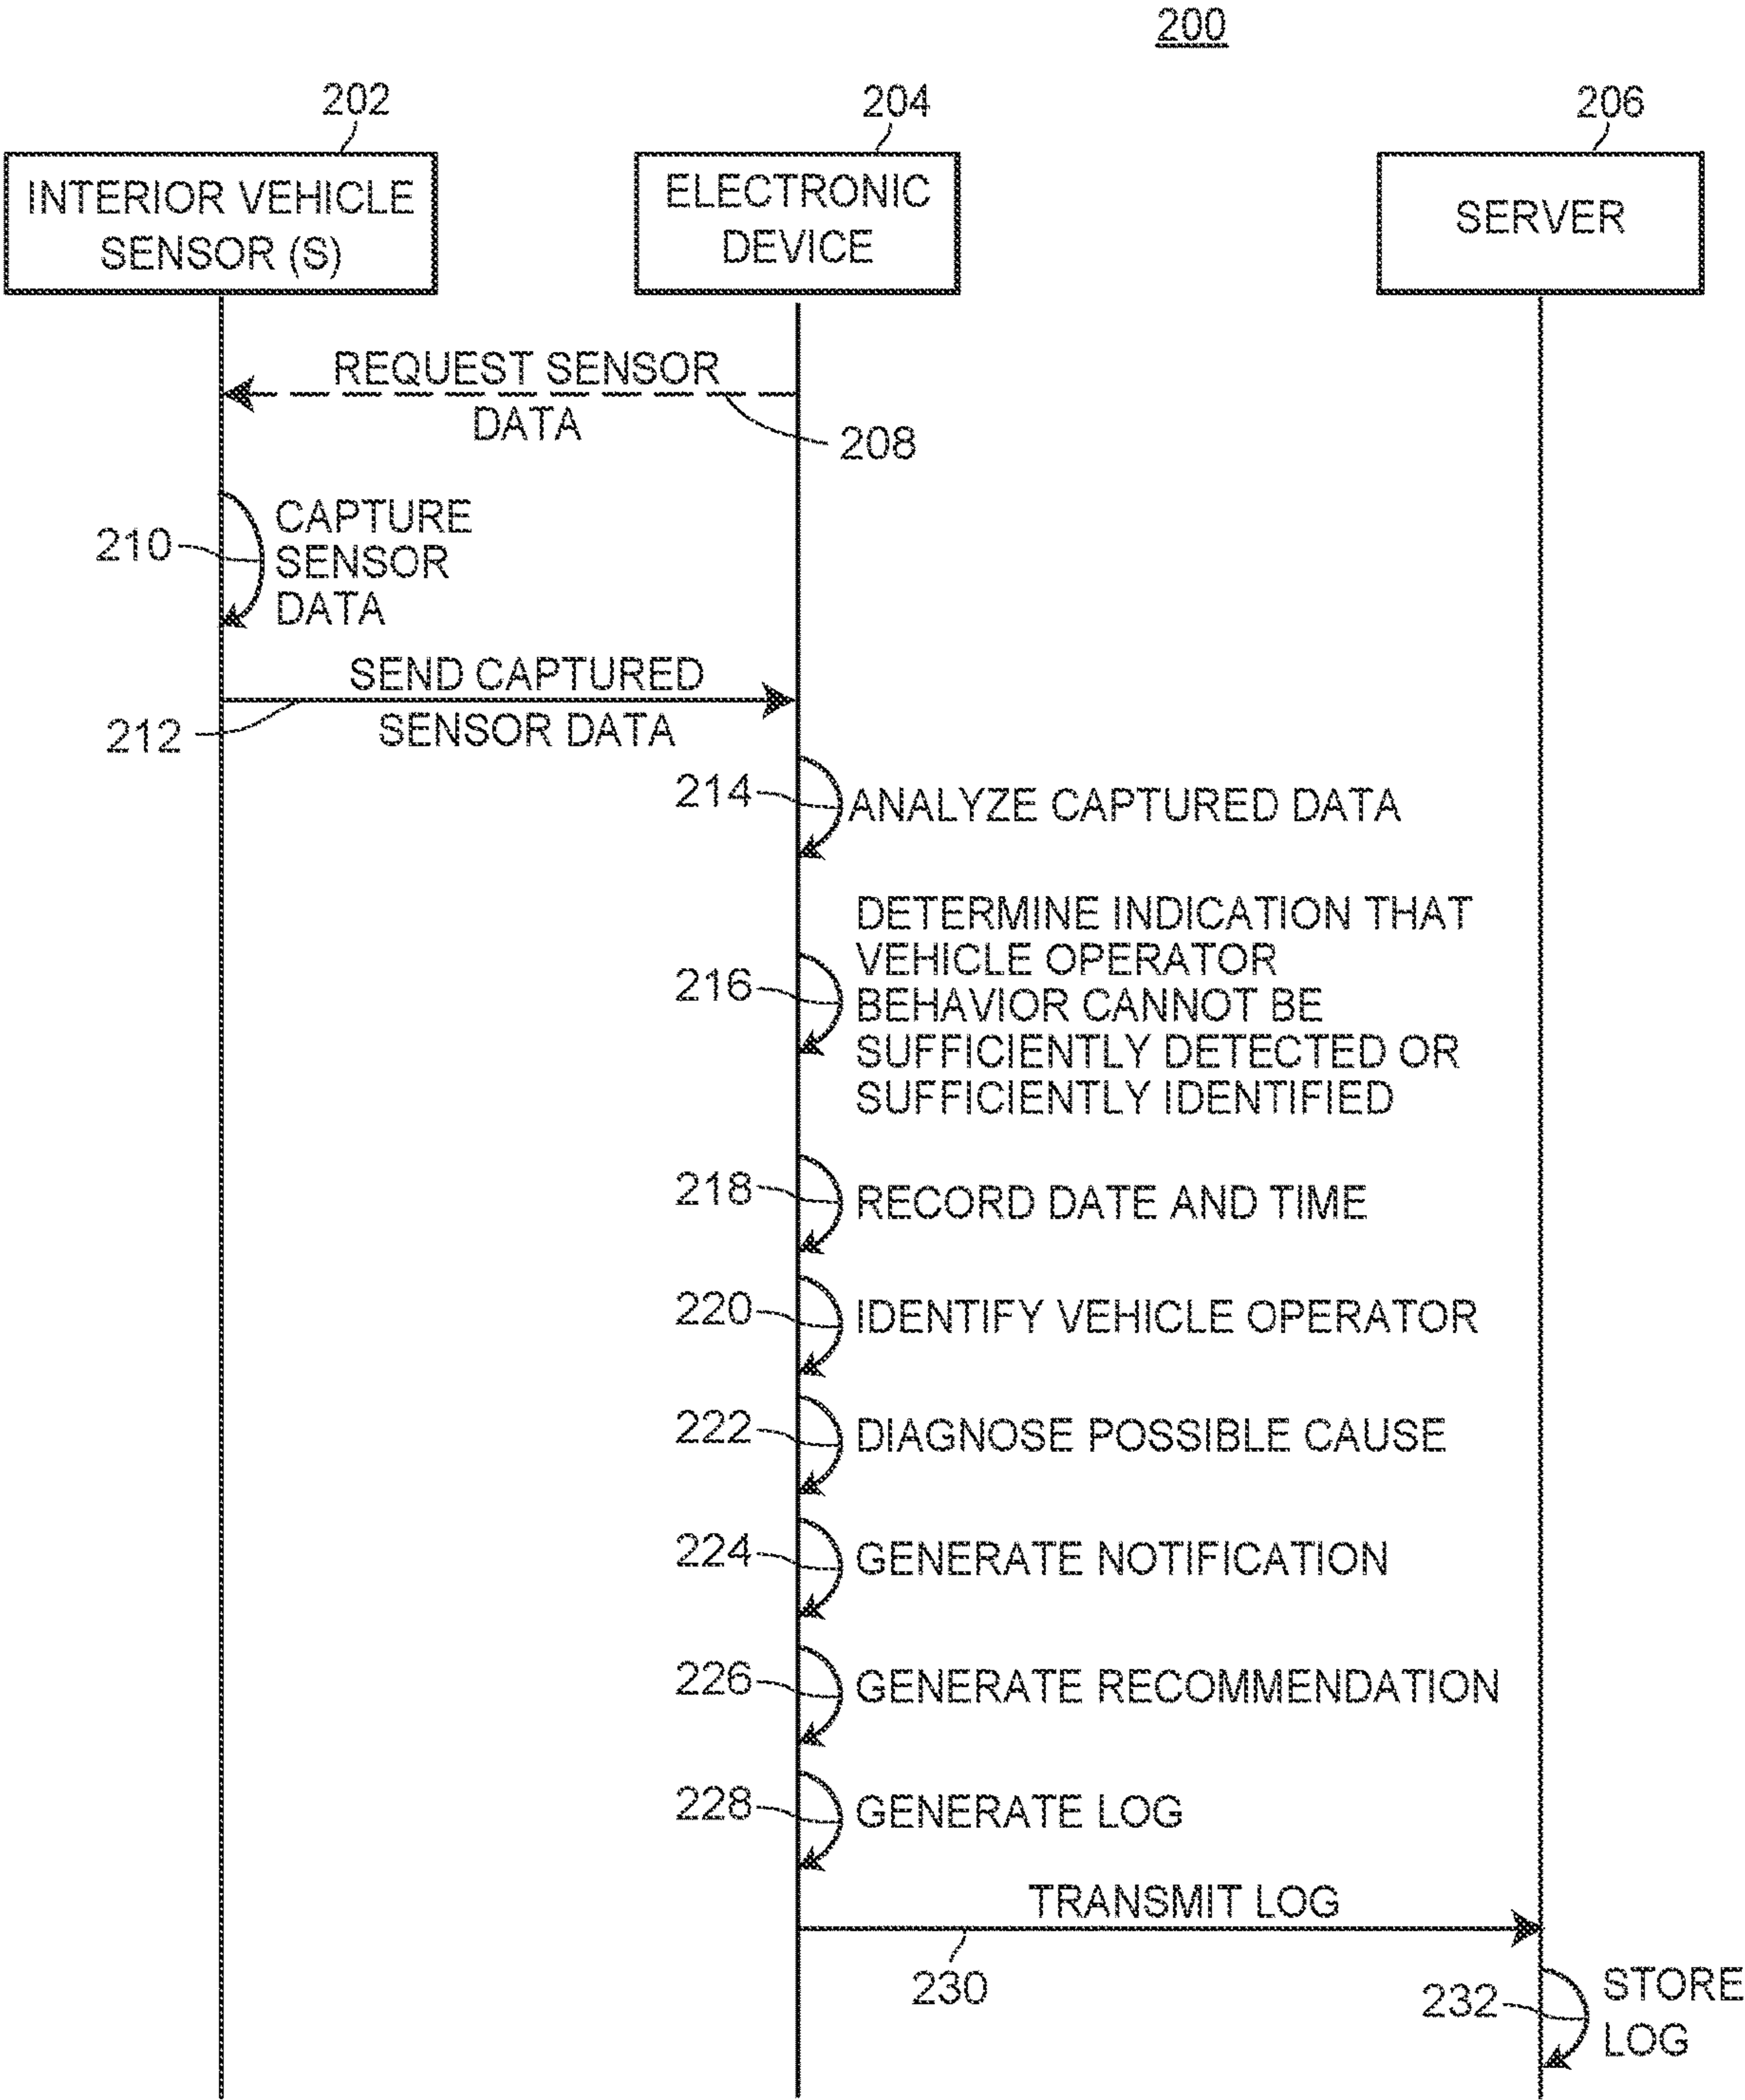 200
202
204
206
INTERIOR VEHICLE
SENSOR (S)
ELECTRONIC
DEVICE
SERVER
REQUEST SENSOR
DATA
208
210
CAPTURE
SENSOR
DATA
SEND CAPTURED
SENSOR DATA
212
214
ANALYZE CAPTURED DATA
216
DETERMINE INDICATION THAT
VEHICLE OPERATOR
BEHAVIOR CANNOT BE
SUFFICIENTLY DETECTED OR
SUFFICIENTLY IDENTIFIED
218
RECORD DATE AND TIME
220
IDENTIFY VEHICLE OPERATOR
222
DIAGNOSE POSSIBLE CAUSE
224
GENERATE NOTIFICATION
226
GENERATE RECOMMENDATION
228
GENERATE LOG
TRANSMIT LOG
230
232
STORE
LOG